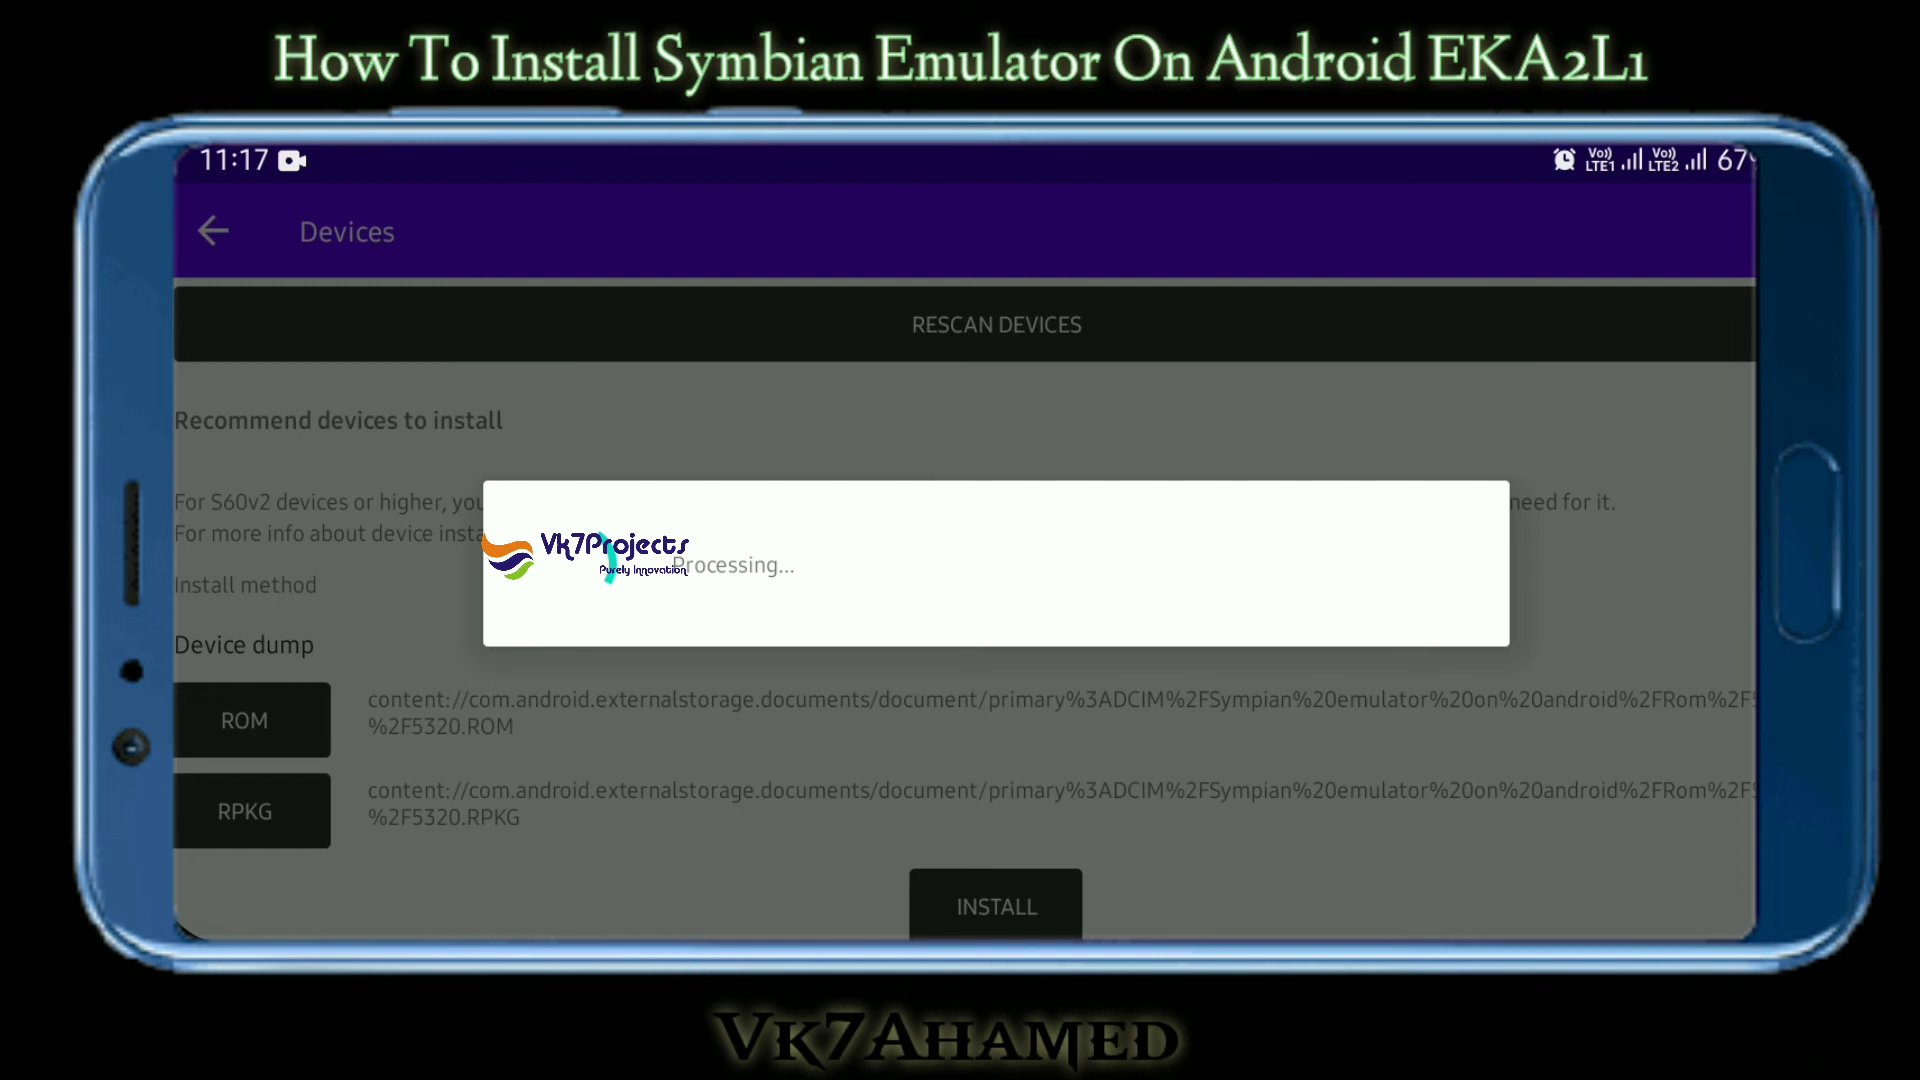 How To Install Symbian Emulator On Android EKA2L1
11:17 Vo)) LTE1 Vo)) LTE2 67
Devices
RESCAN DEVICES
Recommend devices to install
For S60v2 devices or higher, you need for it.
For more info about device
Vk7Projects
Purely Innovation
Processing...
Install method
Device dump
ROM
content://com.android.externalstorage.documents/document/primary%3ADCIM%2FSympian%20emulator%20on%20android%2FRom%2F
%2F5320.ROM
RPKG
content://com.android.externalstorage.documents/document/primary%3ADCIM%2FSympian%20emulator%20on%20android%2FRom%2F
%2F5320.RPKG
INSTALL
Vk7Ahamed